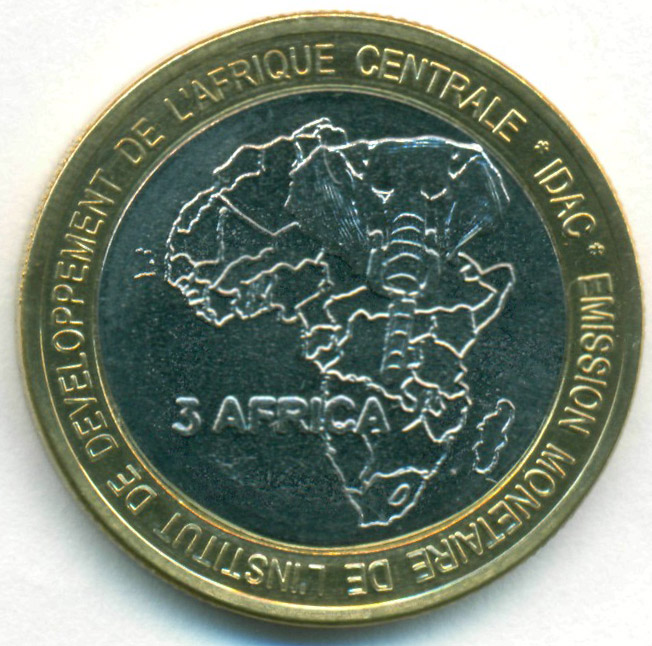 * EMISSION MONETAIRE DE L'INSTITUT DE DEVELOPPEMENT DE L'AFRIQUE CENTRALE * IDAC
3 AFRICA